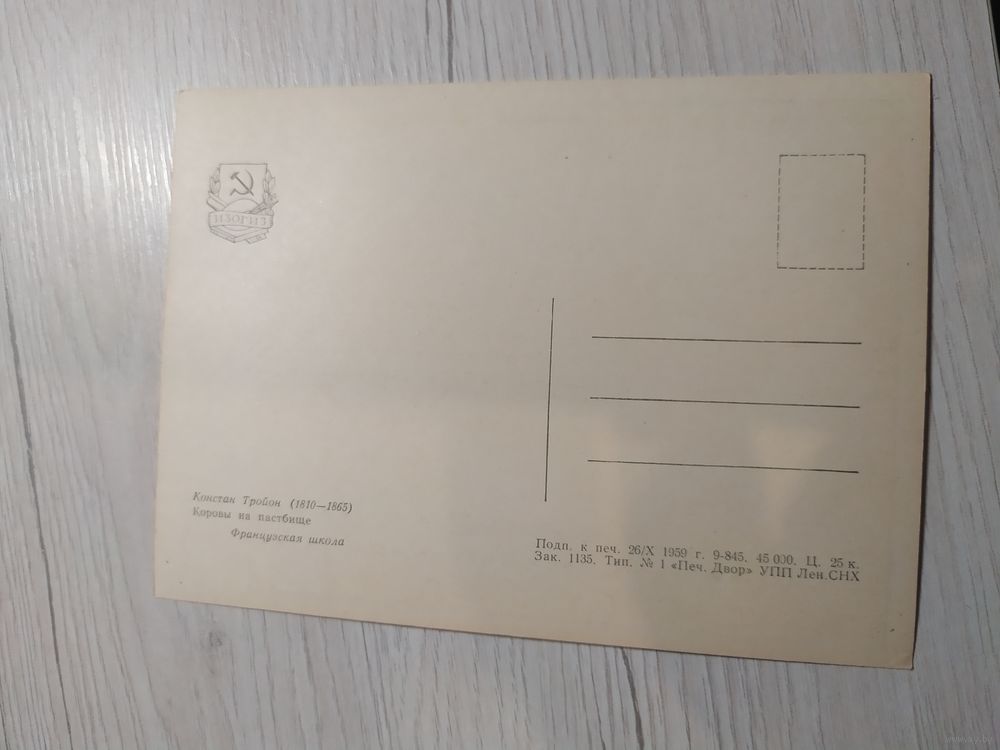 ИЗОГИЗ
Констан Тройон (1810—1865)
Коровы на пастбище
Французская школа
Подп. к печ. 26/X 1959 г. 9-845. 45 000. Ц. 25 к.
Зак. 1135. Тип. № 1 «Печ. Двор» УПП Лен.СНХ